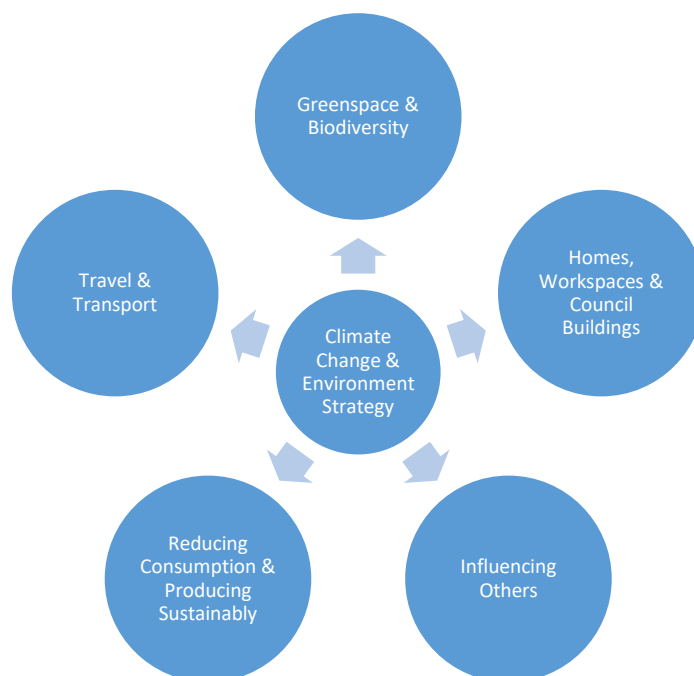 Greenspace &
Biodiversity
Homes,
Workspaces &
Council
Buildings
Travel &
Transport
Climate
Change &
Environment
Strategy
Reducing
Consumption &
Producing
Sustainably
Influencing
Others